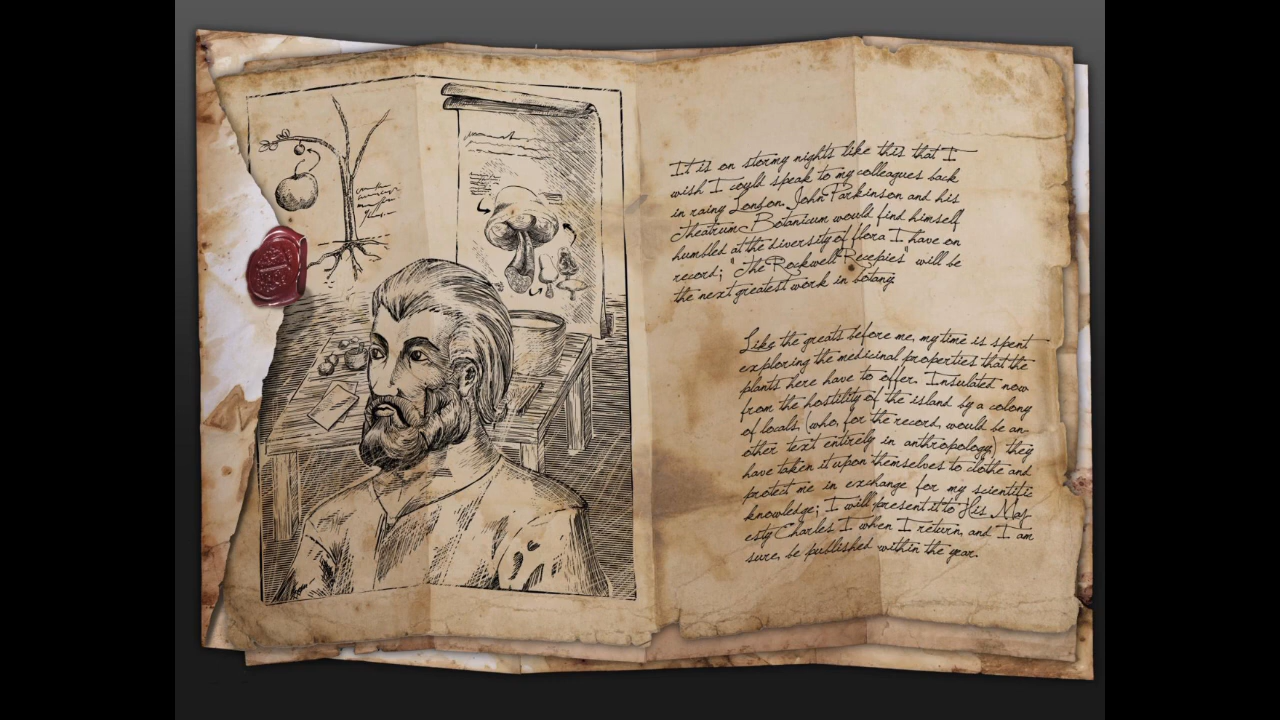 It is on stormy nights like this that I
wish I could speak to my colleagues back
in rainy London. John Parkinson and his
Theatrum Botanicum would find himself
humbled at the diversity of flora I have on
record; "The Rockwell Recepies" will be
the next greatest work in botany.
Like the greats before me, my time is spent
exploring the medicinal properties that the
plants here have to offer. Insulated now
from the hostility of the island by a colony
of locals, (who, for the record, would be an-
other text entirely in anthropology) they
have taken it upon themselves to clothe and
protect me in exchange for my scientific
knowledge; I will present it to His Maj-
esty Charles I when I return, and I am
sure, be published within the year.